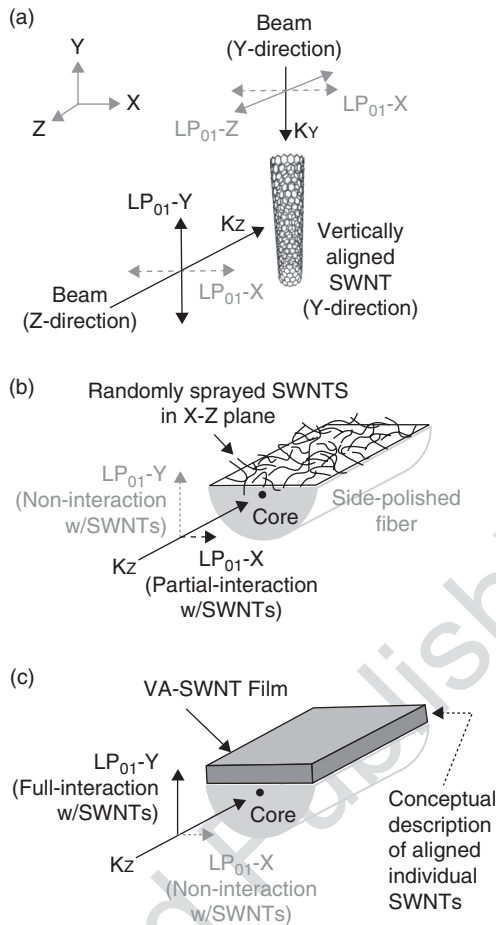 (a)
Beam
(Y-direction)
Y
X
Z
LP01-Z
LP01-X
KY
LP01-Y
KZ
LP01-X
Beam
(Z-direction)
Vertically
aligned
SWNT
(Y-direction)
(b)
Randomly sprayed SWNTS
in X-Z plane
LP01-Y
(Non-interaction
w/SWNTs)
Core
Side-polished
fiber
KZ
LP01-X
(Partial-interaction
w/SWNTs)
(c)
VA-SWNT Film
LP01-Y
(Full-interaction
w/SWNTs)
Core
KZ
LP01-X
(Non-interaction
w/SWNTs)
Conceptual
description
of aligned
individual
SWNTs